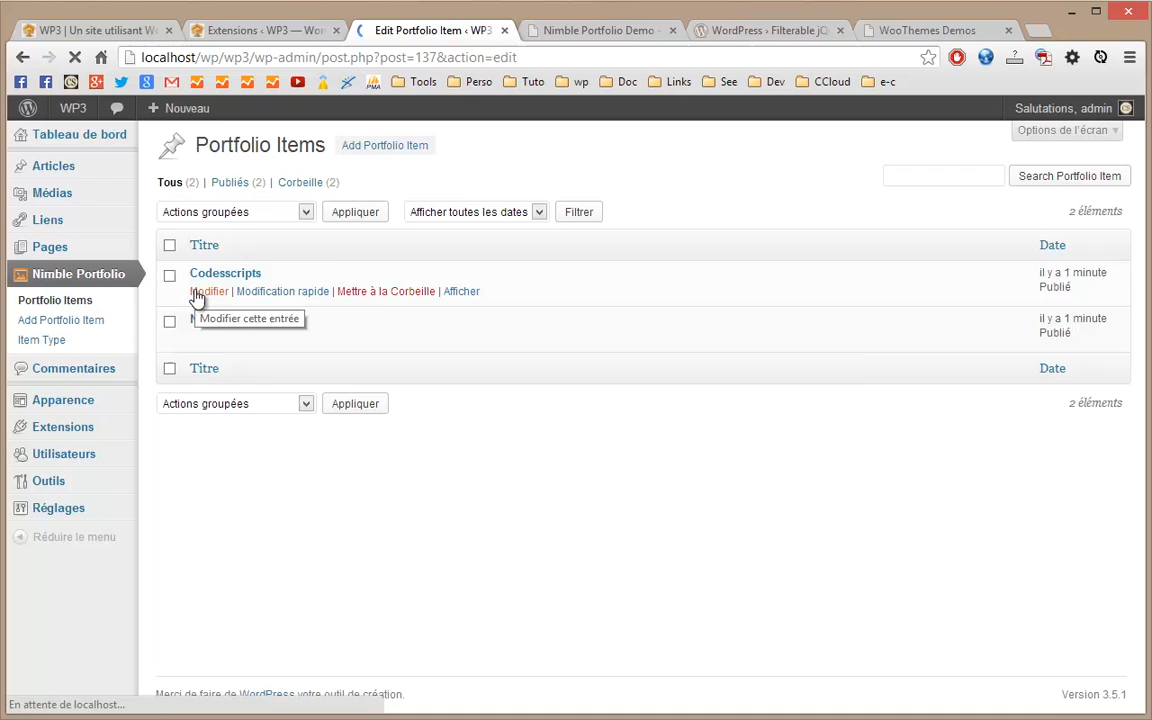 WP3 | Un site utilisant W
Extensions ‹ WP3 — Wor
Edit Portfolio Item ‹ WP3
Nimble Portfolio Demo -
WordPress › Filterable jQ
WooThemes Demos
localhost/wp/wp3/wp-admin/post.php?post=137&action=edit
Tools
Perso
Tuto
wp
Doc
Links
See
Dev
CCloud
e-c
WP3
Nouveau
Salutations, admin
Tableau de bord
Articles
Médias
Liens
Pages
Nimble Portfolio
Portfolio Items
Add Portfolio Item
Item Type
Commentaires
Apparence
Extensions
Utilisateurs
Outils
Réglages
Réduire le menu
Options de l'écran
Portfolio Items
Add Portfolio Item
Tous (2) | Publiés (2) | Corbeille (2)
Search Portfolio Item
Actions groupées
Appliquer
Afficher toutes les dates
Filtrer
2 éléments
Titre
Date
Codesscripts
Modifier | Modification rapide | Mettre à la Corbeille | Afficher
il y a 1 minute
Publié
Modifier cette entrée
il y a 1 minute
Publié
Titre
Date
Actions groupées
Appliquer
2 éléments
Merci de faire de WordPress votre outil de création.
Version 3.5.1
En attente de localhost...